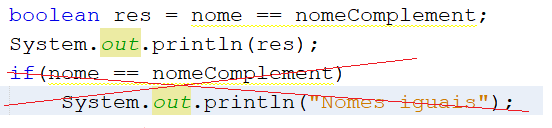 boolean res = nome == nomeComplement;
System.out.println(res);
if(nome == nomeComplement)
System.out.println("Nomes iguais");